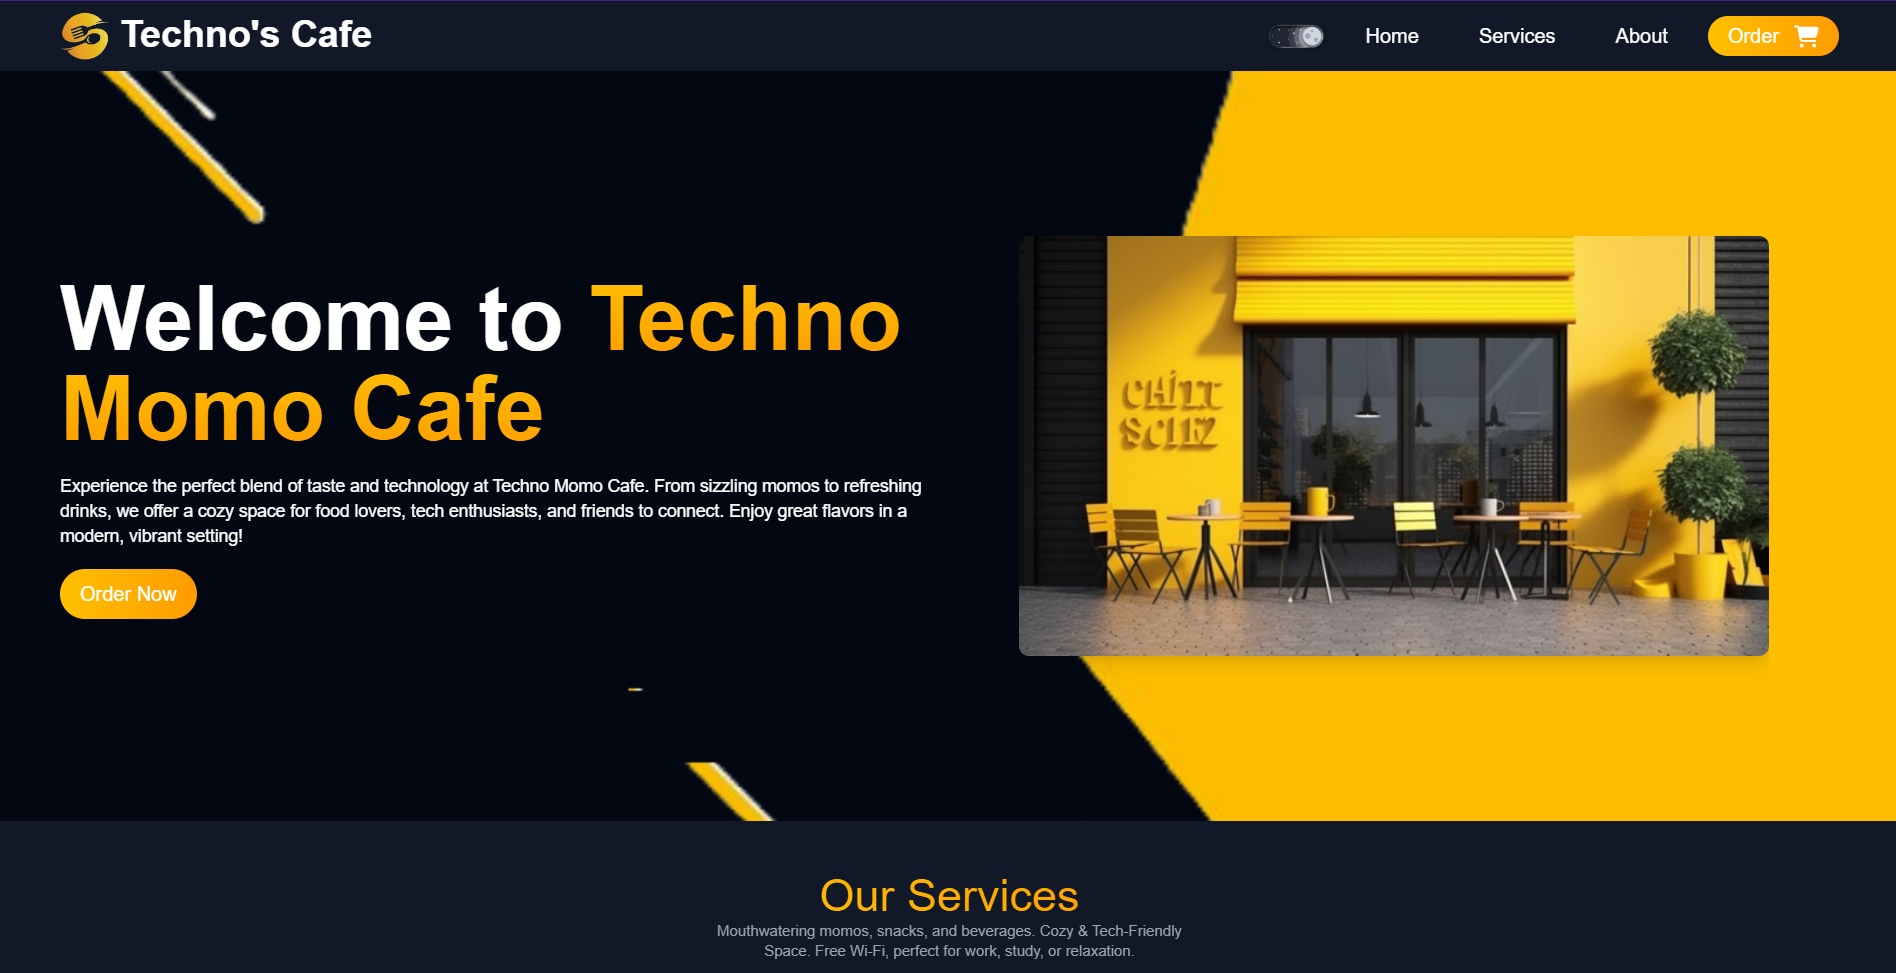 Techno's Cafe
Home
Services
About
Order
Welcome to Techno
Momo Cafe
Experience the perfect blend of taste and technology at Techno Momo Cafe. From sizzling momos to refreshing
drinks, we offer a cozy space for food lovers, tech enthusiasts, and friends to connect. Enjoy great flavors in a
modern, vibrant setting!
Order Now
Our Services
Mouthwatering momos, snacks, and beverages. Cozy & Tech-Friendly
Space. Free Wi-Fi, perfect for work, study, or relaxation.